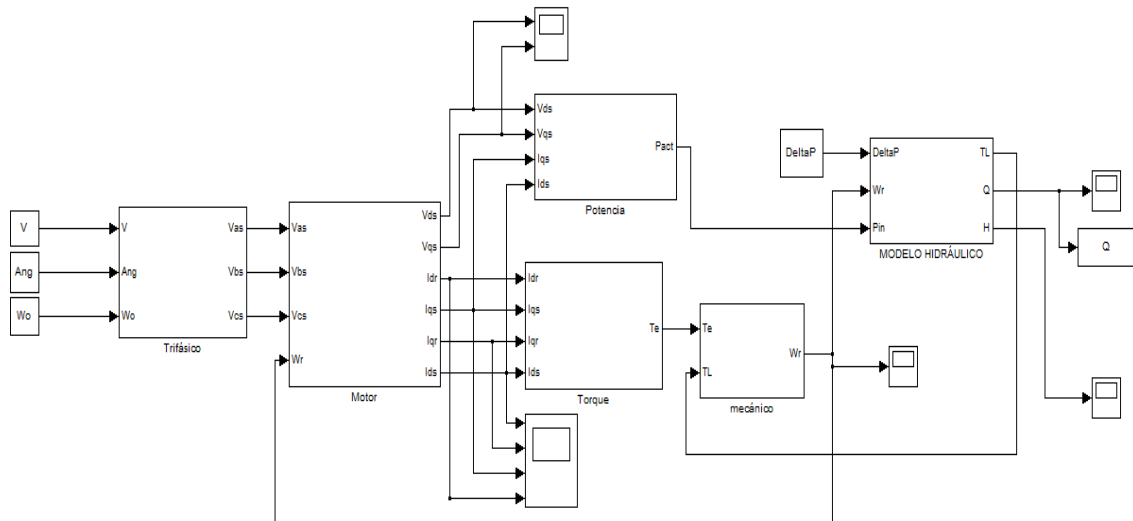 V
Ang
Wo
V
Ang
Wo
Vas
Vbs
Vcs
Trifásico
Vas
Vbs
Vcs
Wr
Vds
Vqs
Idr
Iqs
Iqr
Ids
Motor
Vds
Vqs
Iqs
Ids
Pact
Potencia
Idr
Iqs
Iqr
Ids
Te
Torque
Te
TL
Wr
mecánico
DeltaP
DeltaP
Wr
Pin
TL
Q
H
MODELO HIDRÁULICO
Q